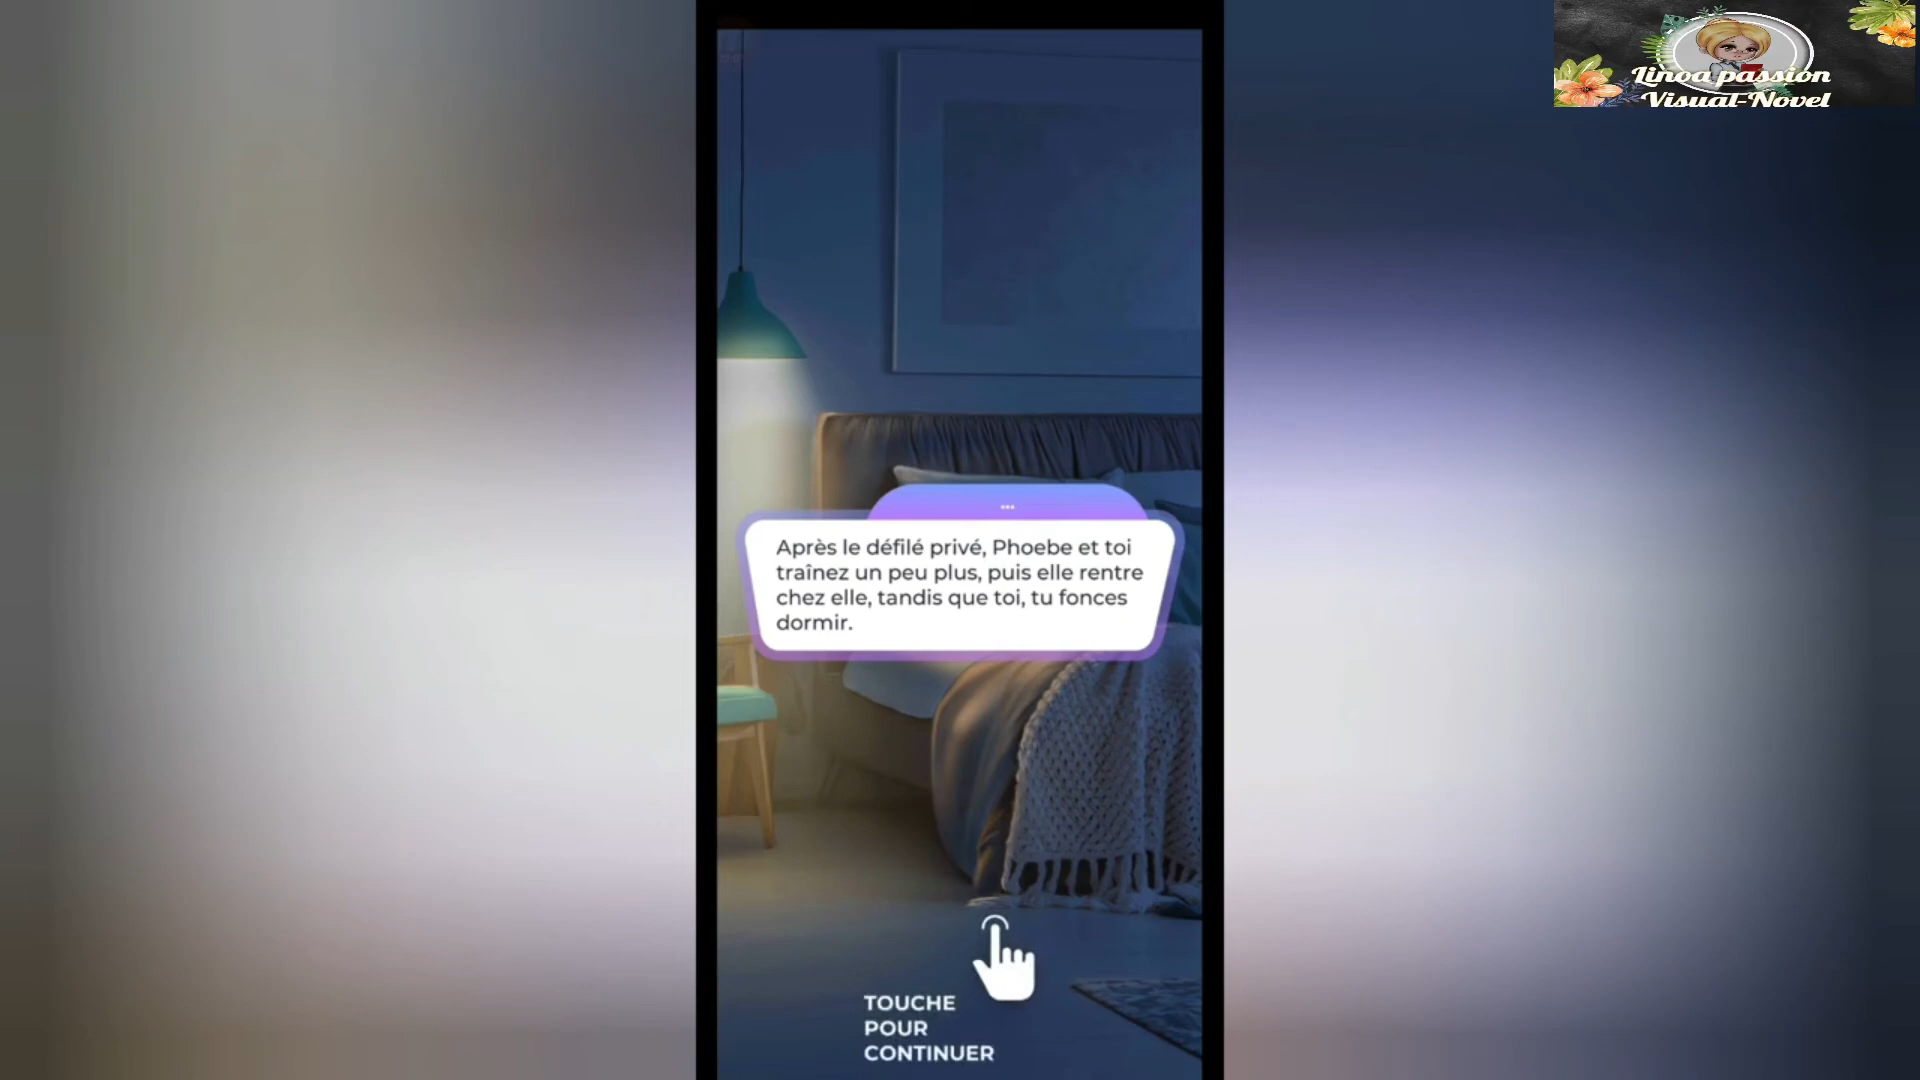 Linoa passion
Visual-Novel
...
Après le défilé privé, Phoebe et toi
traînez un peu plus, puis elle rentre
chez elle, tandis que toi, tu fonces
dormir.
TOUCHE
POUR
CONTINUER